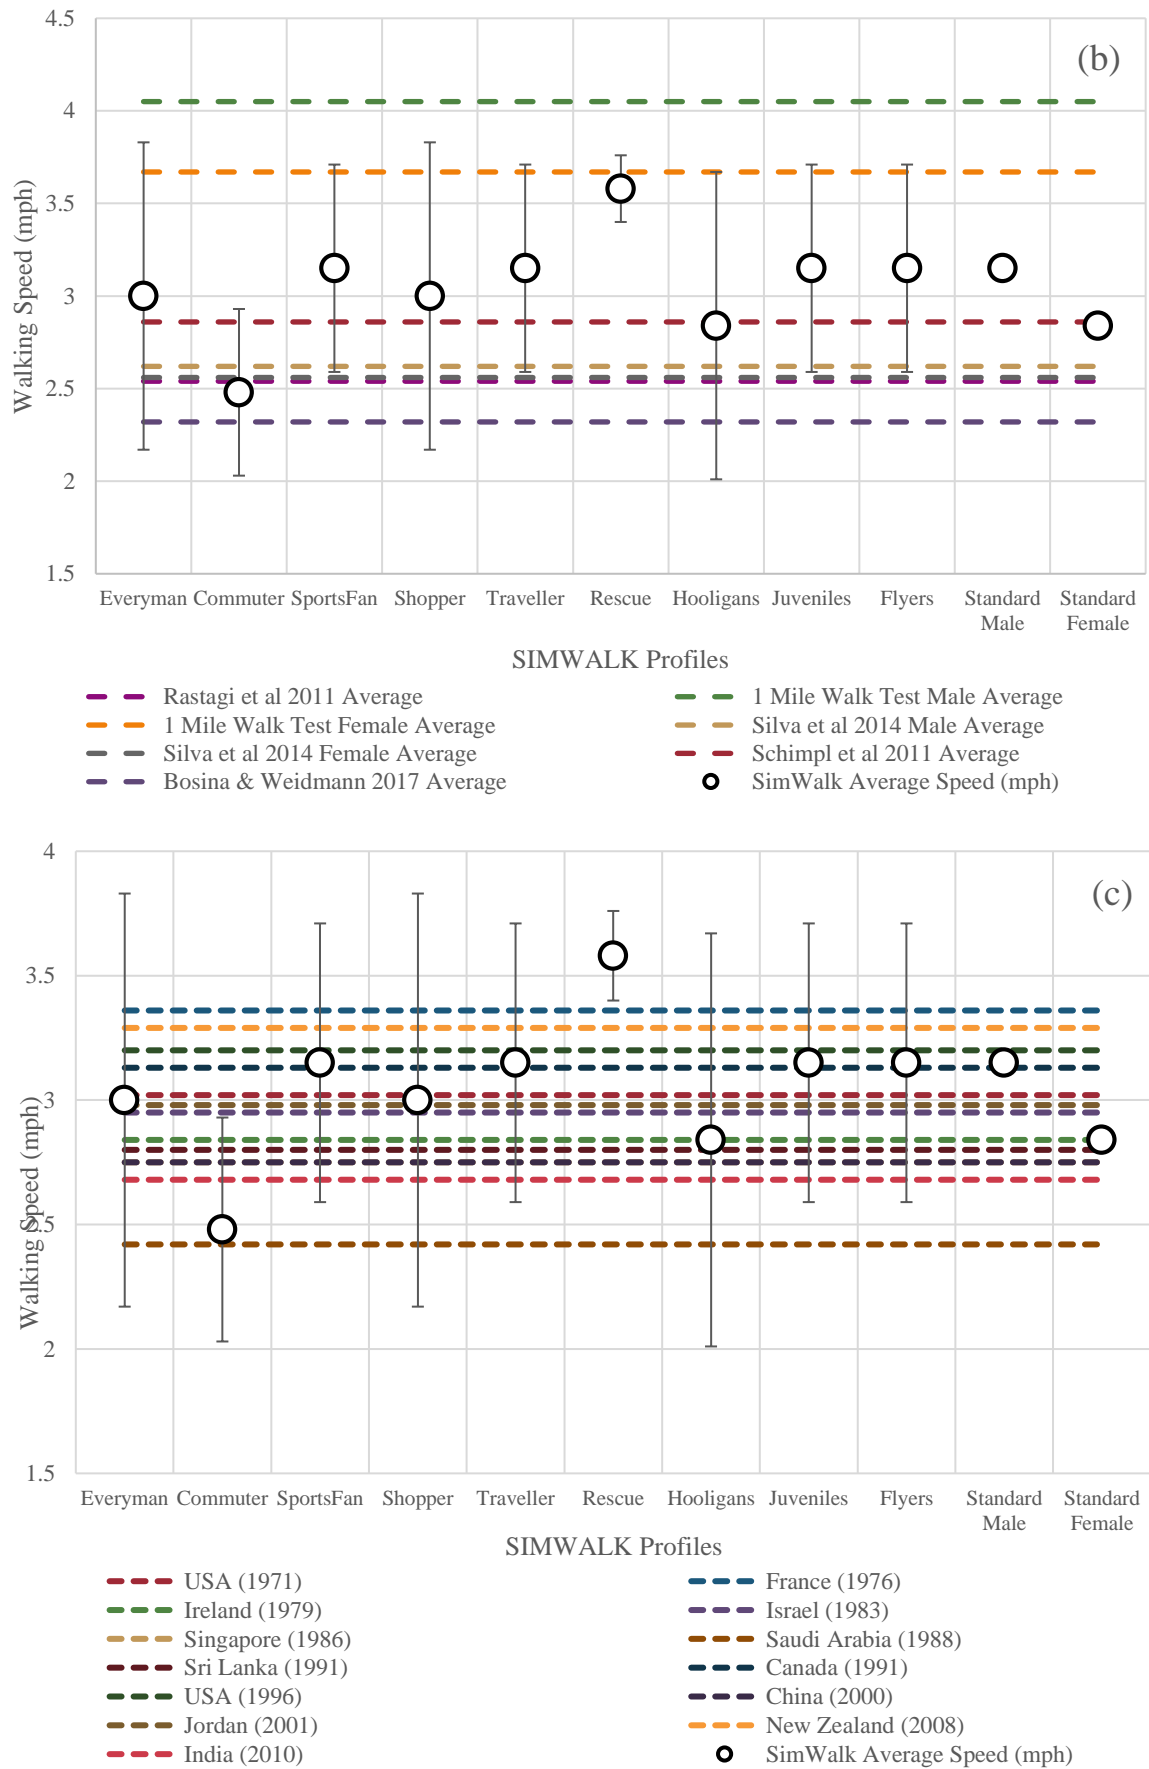 4.5
(b)
4
3.5
3
2.5
2
1.5
Walking Speed (mph)
Everyman Commuter SportsFan Shopper Traveller Rescue Hooligans Juveniles Flyers Standard Male Standard Female
SIMWALK Profiles
Rastagi et al 2011 Average
1 Mile Walk Test Male Average
1 Mile Walk Test Female Average
Silva et al 2014 Male Average
Silva et al 2014 Female Average
Schimpl et al 2011 Average
Bosina & Weidmann 2017 Average
SimWalk Average Speed (mph)
4
(c)
3.5
3
2.5
2
1.5
Walking Speed (mph)
Everyman Commuter SportsFan Shopper Traveller Rescue Hooligans Juveniles Flyers Standard Male Standard Female
SIMWALK Profiles
USA (1971)
France (1976)
Ireland (1979)
Israel (1983)
Singapore (1986)
Saudi Arabia (1988)
Sri Lanka (1991)
Canada (1991)
USA (1996)
China (2000)
Jordan (2001)
New Zealand (2008)
India (2010)
SimWalk Average Speed (mph)